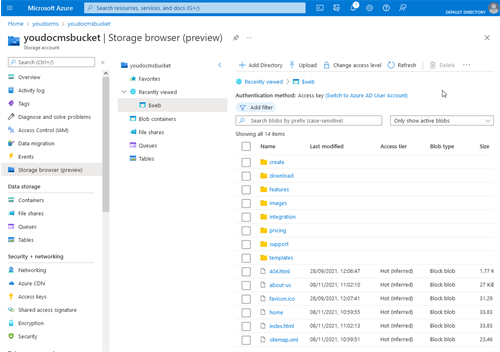 Microsoft Azure
Search resources, services, and docs (G+/)
DEFAULT DIRECTORY
Home > youdocms > youdocmsbucket
youdocmsbucket | Storage browser (preview)
Storage account
Search (Ctrl+/)
Overview
Activity log
Tags
Diagnose and solve problems
Access Control (IAM)
Data migration
Events
Storage browser (preview)
Data storage
Containers
File shares
Queues
Tables
Security + networking
Networking
Azure CDN
Access keys
Shared access signature
Encryption
Security
youdocmsbucket
Favorites
Recently viewed
$web
Blob containers
File shares
Queues
Tables
Add Directory
Upload
Change access level
Refresh
Delete
Recently viewed > $web
Authentication method: Access key (Switch to Azure AD User Account)
Add filter
Search blobs by prefix (case-sensitive)
Only show active blobs
Showing all 14 items
Name Last modified Access tier Blob type Size
create
download
features
images
integration
pricing
support
templates
404.html 28/09/2021, 12:06:47 Hot (Inferred) Block blob 1.77 K
about-us 08/11/2021, 11:02:10 Hot (Inferred) Block blob 27 K
favicon.ico 28/09/2021, 12:07:41 Hot (Inferred) Block blob 31.29
home 08/11/2021, 10:59:55 Hot (Inferred) Block blob 33.83
index.html 08/11/2021, 11:02:13 Hot (Inferred) Block blob 33.83
sitemap.xml 08/11/2021, 10:59:51 Hot (Inferred) Block blob 23.46